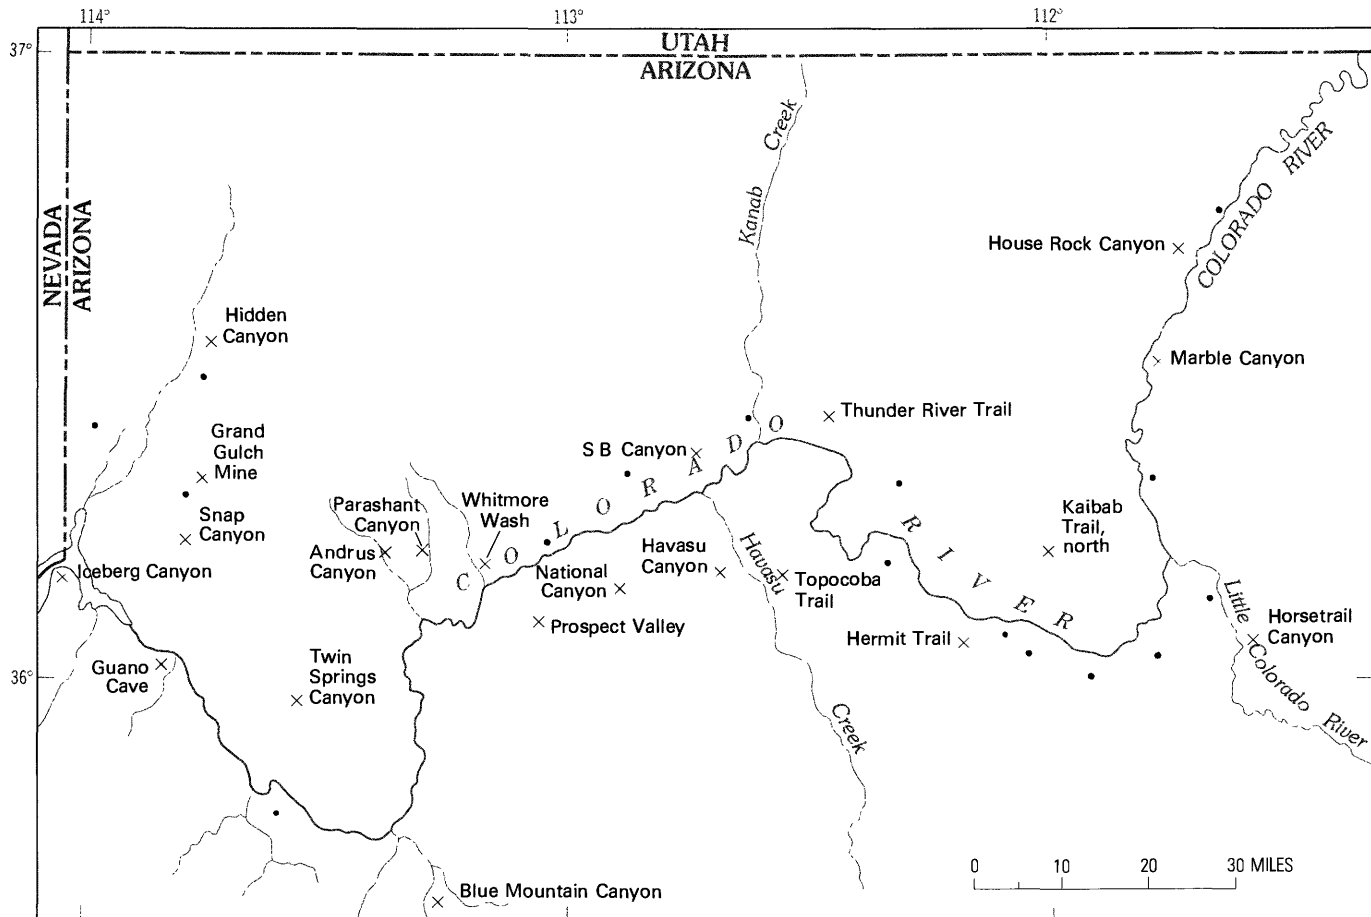 114°
113°
112°
37°
UTAH
ARIZONA
NEVADA
ARIZONA
Kanab Creek
COLORADO RIVER
House Rock Canyon
Hidden
Canyon
Marble Canyon
Thunder River Trail
Grand
Gulch
Mine
S B Canyon
COLORADO RIVER
Parashant
Canyon
Whitmore
Wash
Snap
Canyon
Kaibab
Trail,
north
Andrus
Canyon
Havasu
Canyon
Havasu Creek
Iceberg Canyon
National
Canyon
Topocoba
Trail
Little Colorado River
Prospect Valley
Hermit Trail
Horsetrail
Canyon
36°
Guano
Cave
Twin
Springs
Canyon
0 10 20 30 MILES
Blue Mountain Canyon